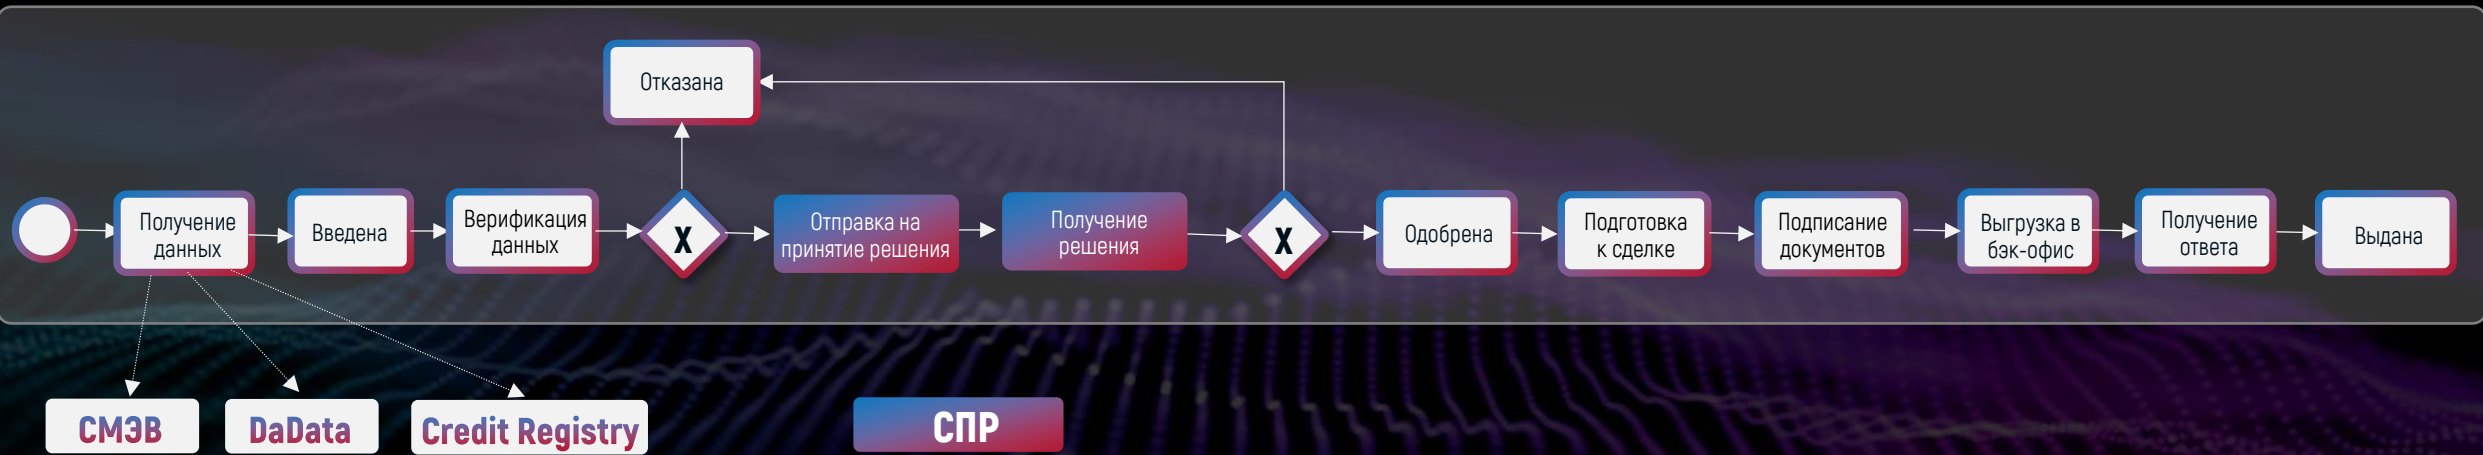 Отказана
Получение
данных
Введена
Верификация
данных
X
Отправка на
принятие решения
Получение
решения
X
Одобрена
Подготовка
к сделке
Подписание
документов
Выгрузка в
бэк-офис
Получение
ответа
Выдана
СМЭВ
DaData
Credit Registry
СПР